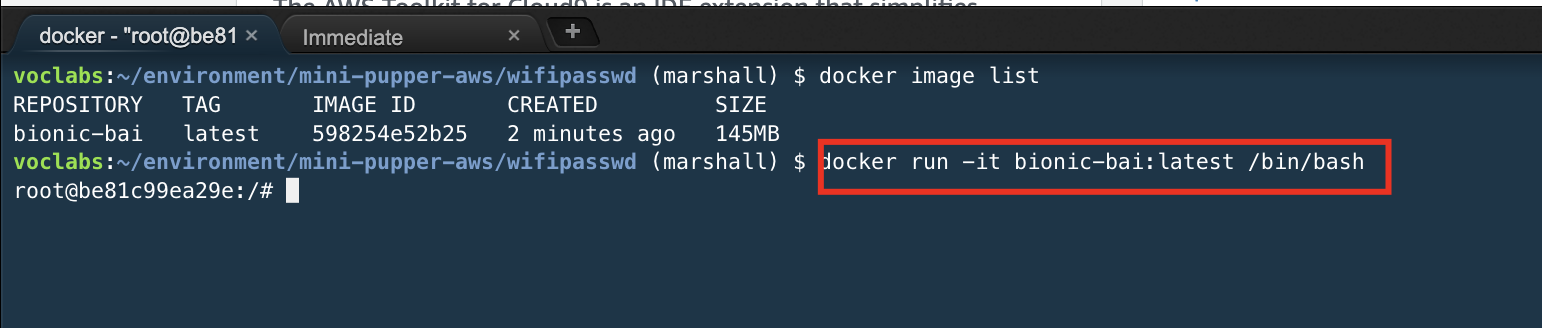 The AWS Toolkit for Cloud9 is an IDE extension that simplifies
docker - "root@be81 ×
Immediate ×
+
voclabs:~/environment/mini-pupper-aws/wifipasswd (marshall) $ docker image list
REPOSITORY   TAG       IMAGE ID       CREATED         SIZE
bionic-bai   latest    598254e52b25   2 minutes ago   145MB
voclabs:~/environment/mini-pupper-aws/wifipasswd (marshall) $ docker run -it bionic-bai:latest /bin/bash
root@be81c99ea29e:/#